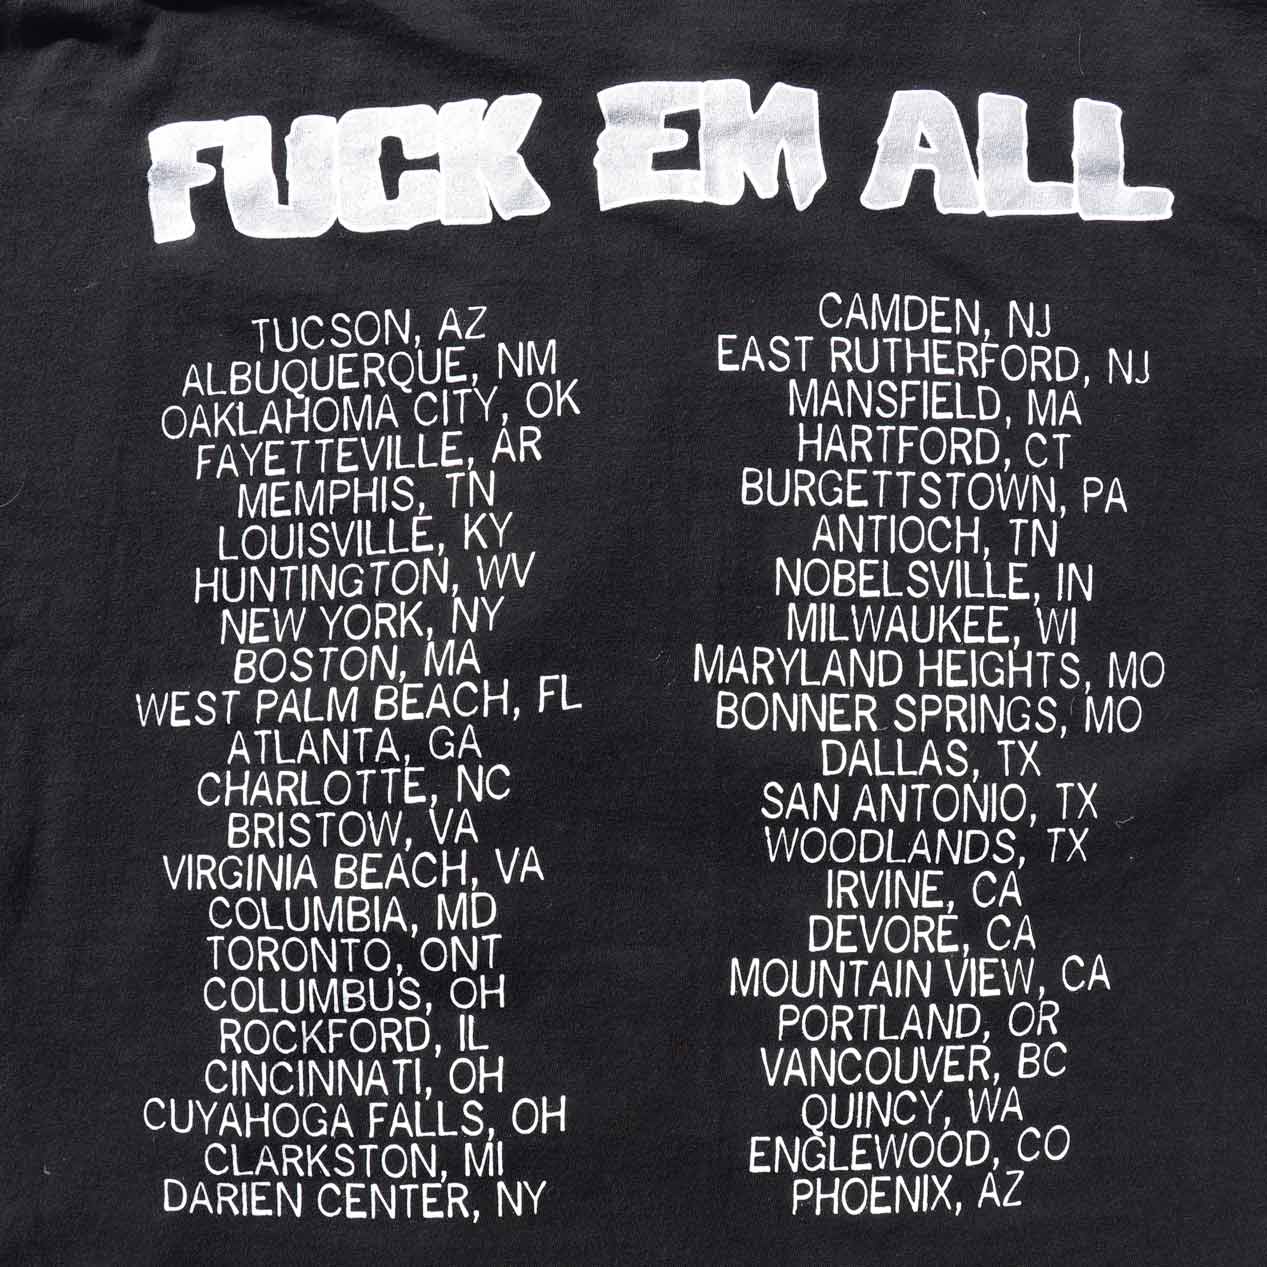 FUCK EM ALL
TUCSON, AZ
ALBUQUERQUE, NM
OAKLAHOMA CITY, OK
FAYETTEVILLE, AR
MEMPHIS, TN
LOUISVILLE, KY
HUNTINGTON, WV
NEW YORK, NY
BOSTON, MA
WEST PALM BEACH, FL
ATLANTA, GA
CHARLOTTE, NC
BRISTOW, VA
VIRGINIA BEACH, VA
COLUMBIA, MD
TORONTO, ONT
COLUMBUS, OH
ROCKFORD, IL
CINCINNATI, OH
CUYAHOGA FALLS, OH
CLARKSTON, MI
DARIEN CENTER, NY
CAMDEN, NJ
EAST RUTHERFORD, NJ
MANSFIELD, MA
HARTFORD, CT
BURGETTSTOWN, PA
ANTIOCH, TN
NOBELSVILLE, IN
MILWAUKEE, WI
MARYLAND HEIGHTS, MO
BONNER SPRINGS, MO
DALLAS, TX
SAN ANTONIO, TX
WOODLANDS, TX
IRVINE, CA
DEVORE, CA
MOUNTAIN VIEW, CA
PORTLAND, OR
VANCOUVER, BC
QUINCY, WA
ENGLEWOOD, CO
PHOENIX, AZ